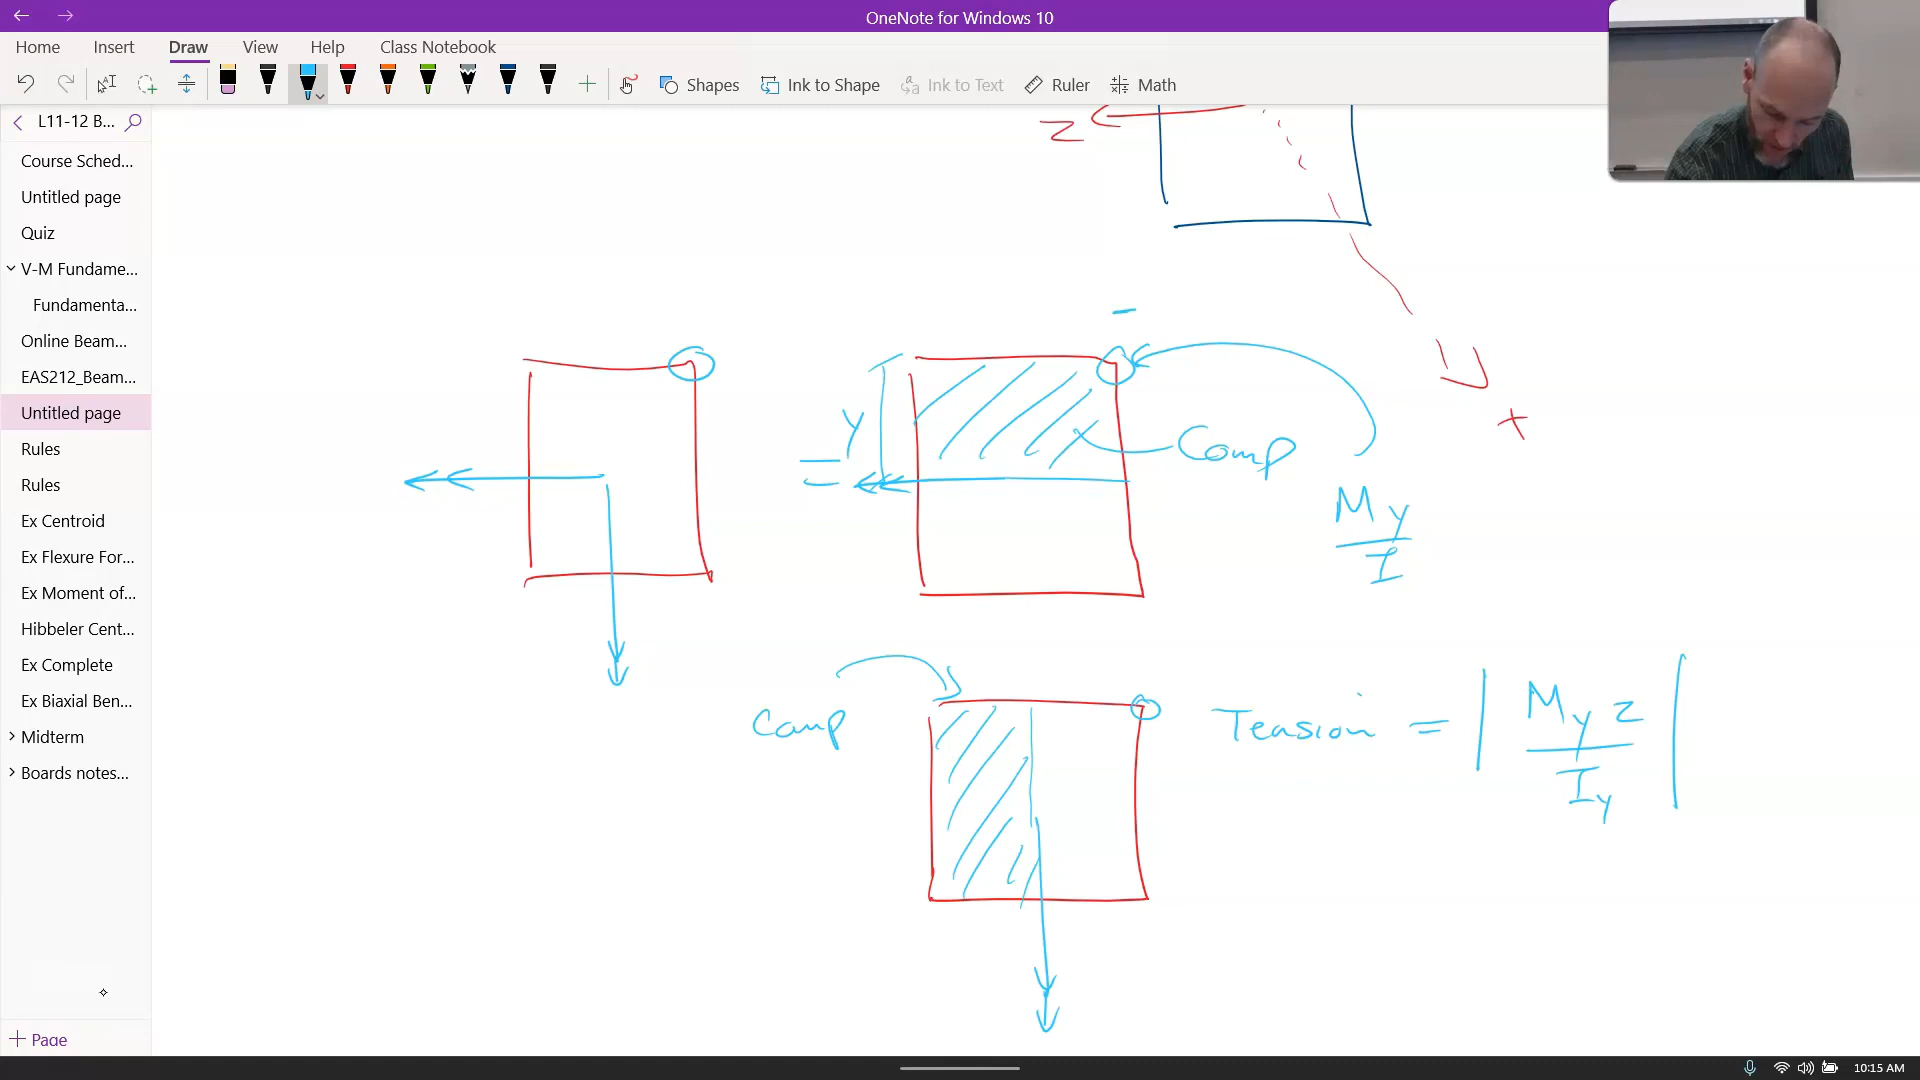 OneNote for Windows 10
Home Insert Draw View Help Class Notebook
Shapes Ink to Shape Ink to Text Ruler Math
L11-12 B...
Course Sched...
Untitled page
Quiz
V-M Fundame...
Fundamenta...
Online Beam...
EAS212_Beam...
Untitled page
Rules
Rules
Ex Centroid
Ex Flexure For...
Ex Moment of...
Hibbeler Cent...
Ex Complete
Ex Biaxial Ben...
Midterm
Boards notes...
+ Page
z
-
+
=
y
Comp
My
I
Comp
Tension = | My z
Iy |
10:15 AM